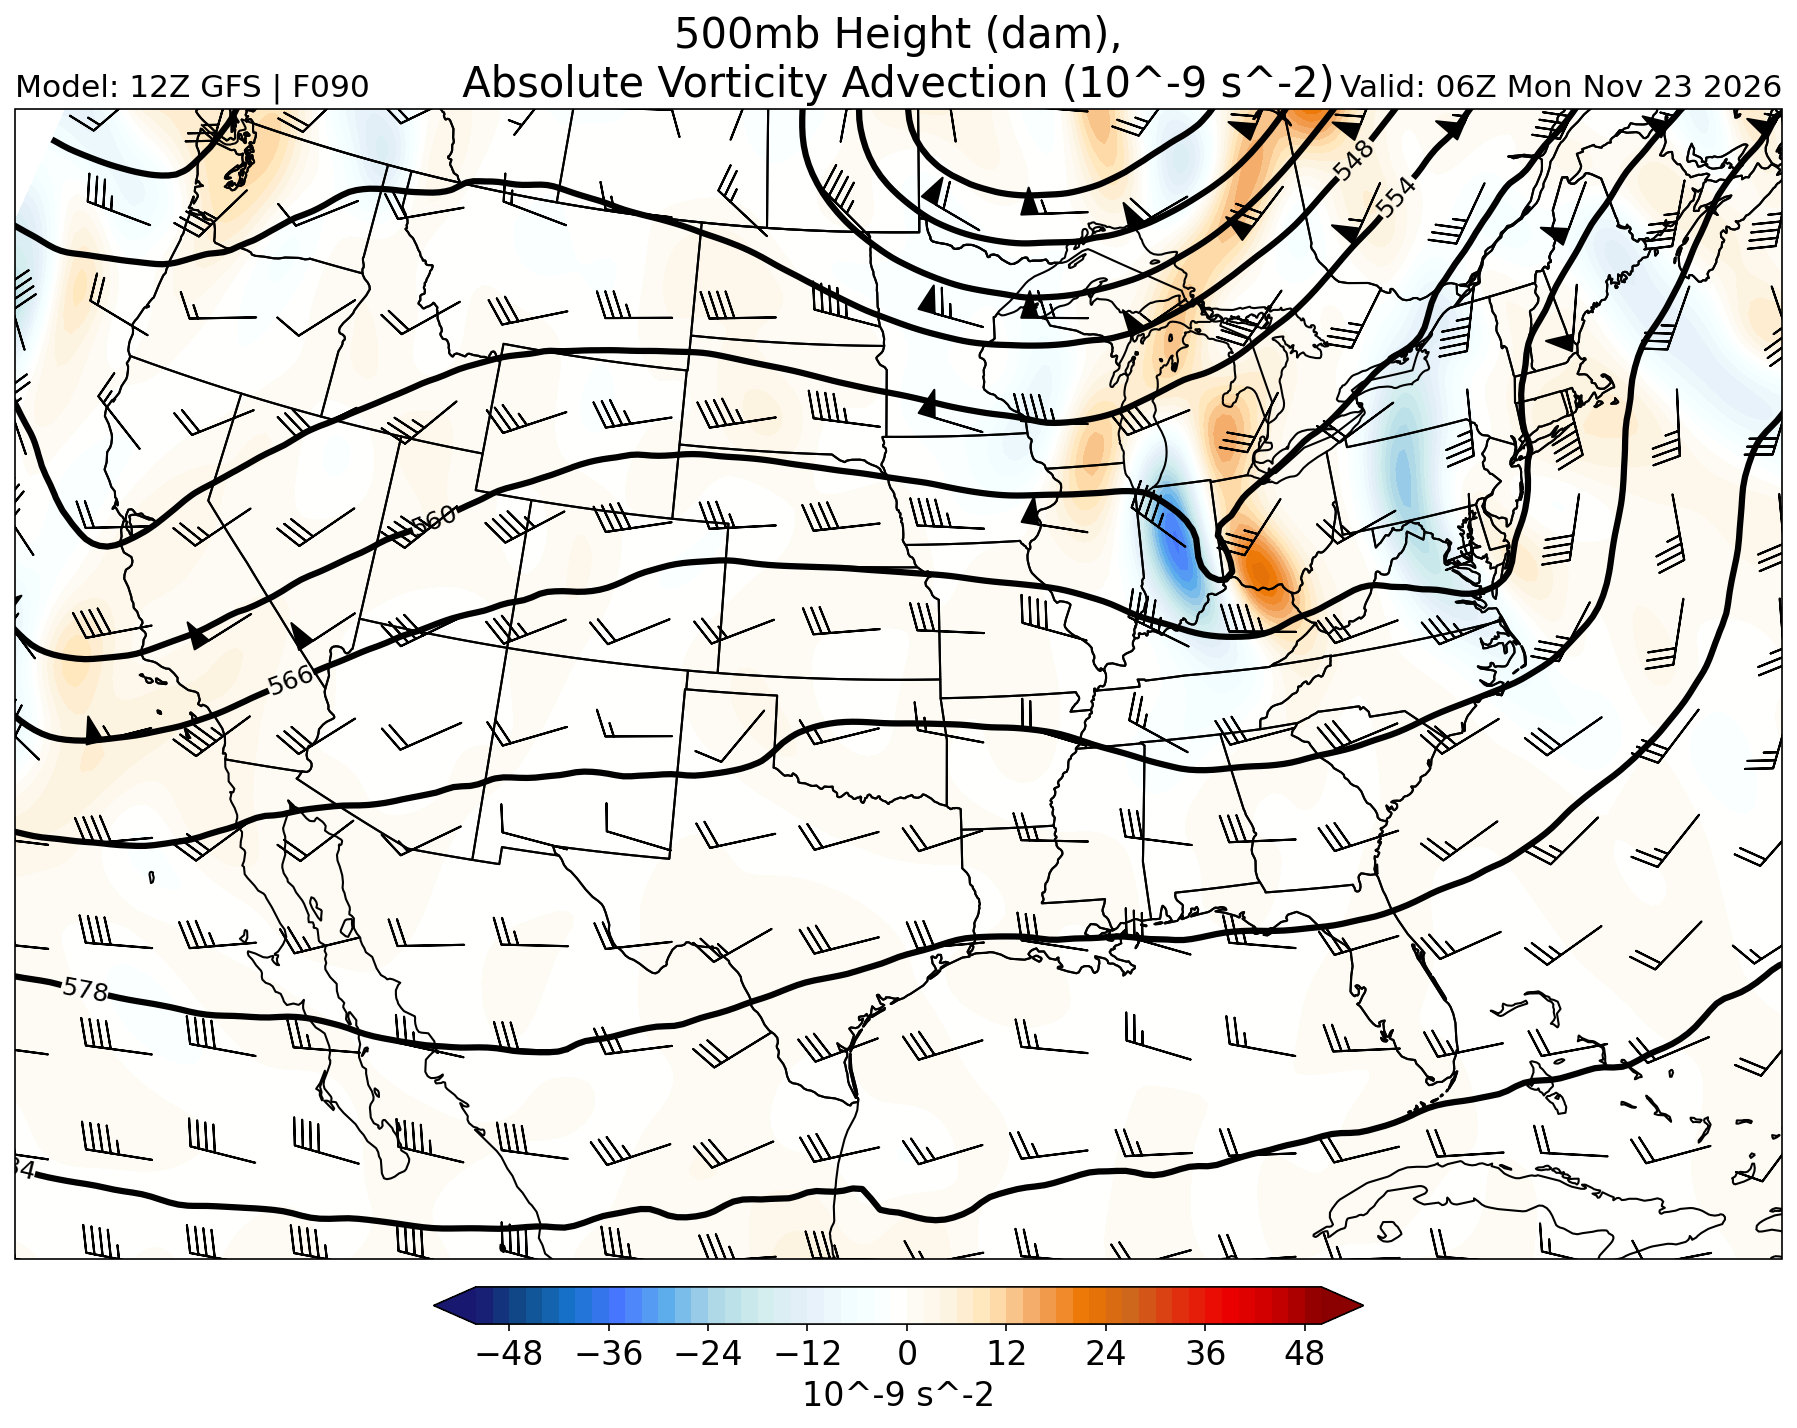 500mb Height (dam),
Model: 12Z GFS | F090 Absolute Vorticity Advection (10^-9 s^-2) Valid: 06Z Mon Nov 23 2026
548
554
560
566
578
34
−48 −36 −24 −12 0 12 24 36 48
10^-9 s^-2